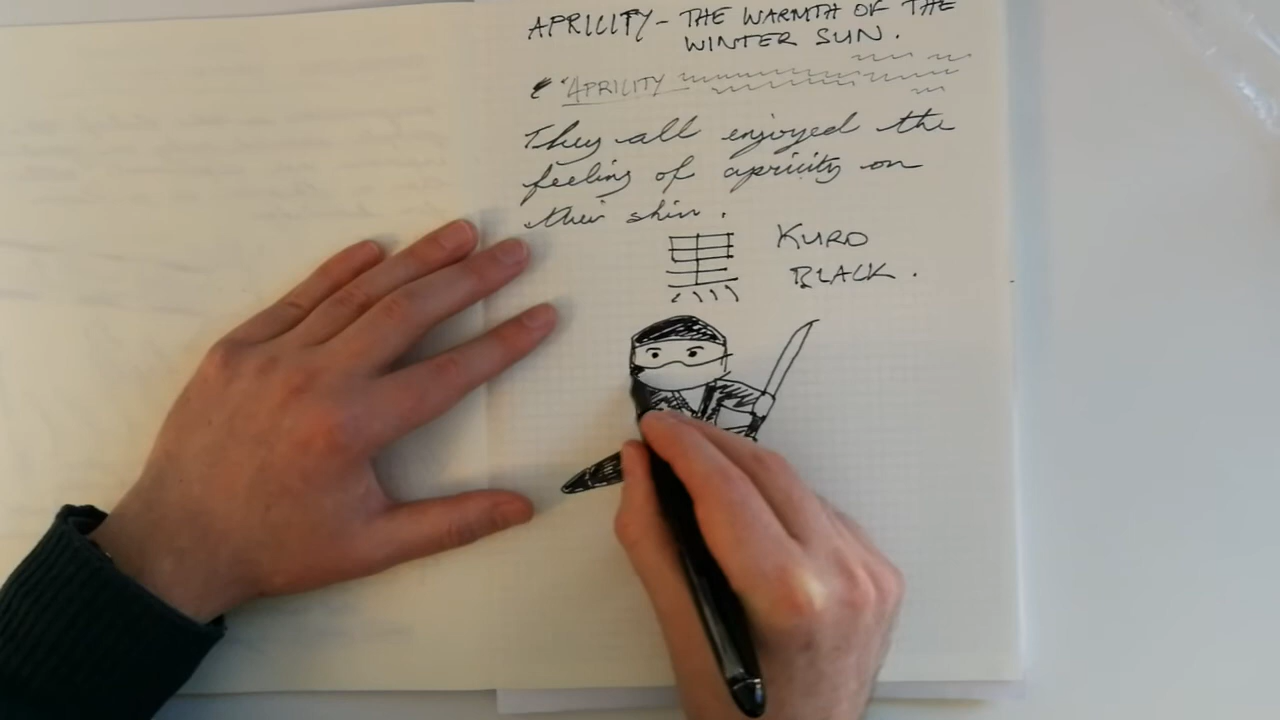 APRICITY - THE WARMTH OF THE
WINTER SUN.
"APRICITY
They all enjoyed the
feeling of apricity on
their skin.
黒 KURO
BLACK.